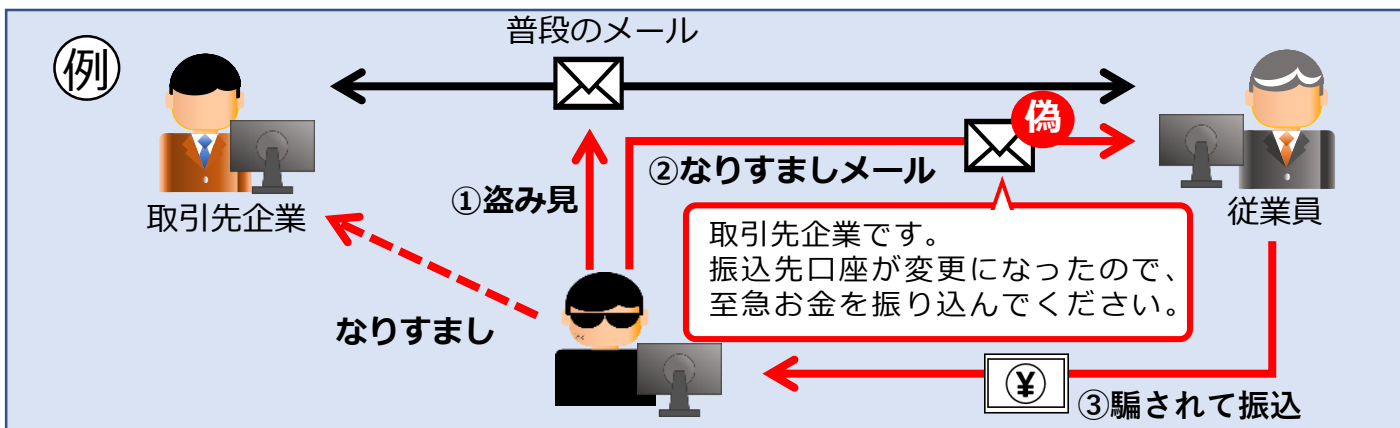 例
普段のメール
偽
②なりすましメール
①盗み見
取引先企業
従業員
取引先企業です。
振込先口座が変更になったので、
至急お金を振り込んでください。
なりすまし
¥
③騙されて振込